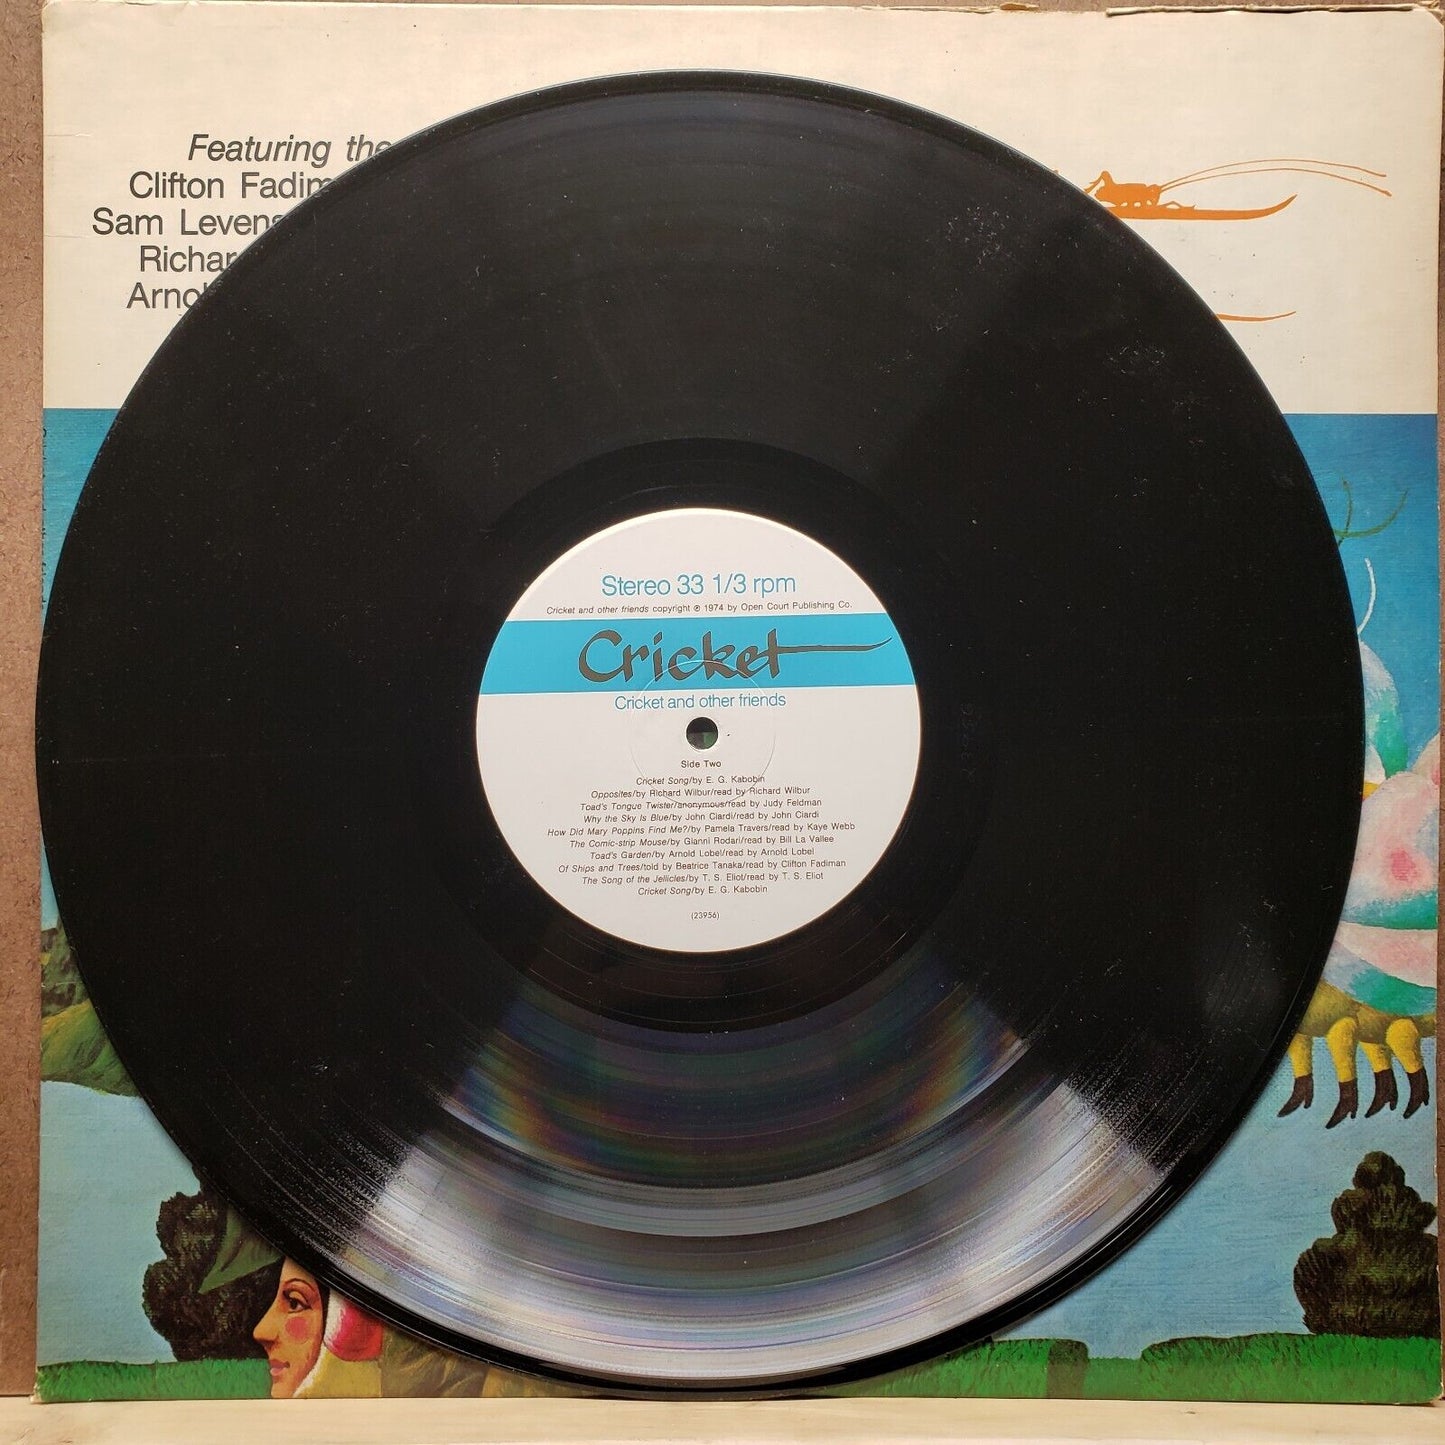 Featuring the
Clifton Fadim
Sam Levens
Richar
Arno
Stereo 33 1/3 rpm
Cricket and other friends copyright ℗ 1974 by Open Court Publishing Co.
Cricket
Cricket and other friends
Side Two
Cricket Song/by E. G. Kabobin
Opposites/by Richard Wilbur/read by Richard Wilbur
Toad's Tongue Twister/anonymous/read by Judy Feldman
Why the Sky Is Blue/by John Ciardi/read by John Ciardi
How Did Mary Poppins Find Me?/by Pamela Travers/read by Kaye Webb
The Comic-strip Mouse/by Gianni Rodari/read by Bill La Vallee
Toad's Garden/by Arnold Lobel/read by Arnold Lobel
Of Ships and Trees/told by Beatrice Tanaka/read by Clifton Fadiman
The Song of the Jellicles/by T. S. Eliot/read by T. S. Eliot
Cricket Song/by E. G. Kabobin
(23956)